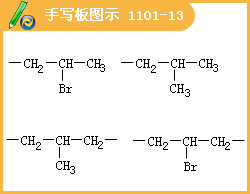 手写板图示 1101-13
—CH₂—CH—CH₃ —CH₂—CH—CH₃
Br CH₃
—CH₂—CH—CH₂— —CH₂—CH—CH₂—
CH₃ Br